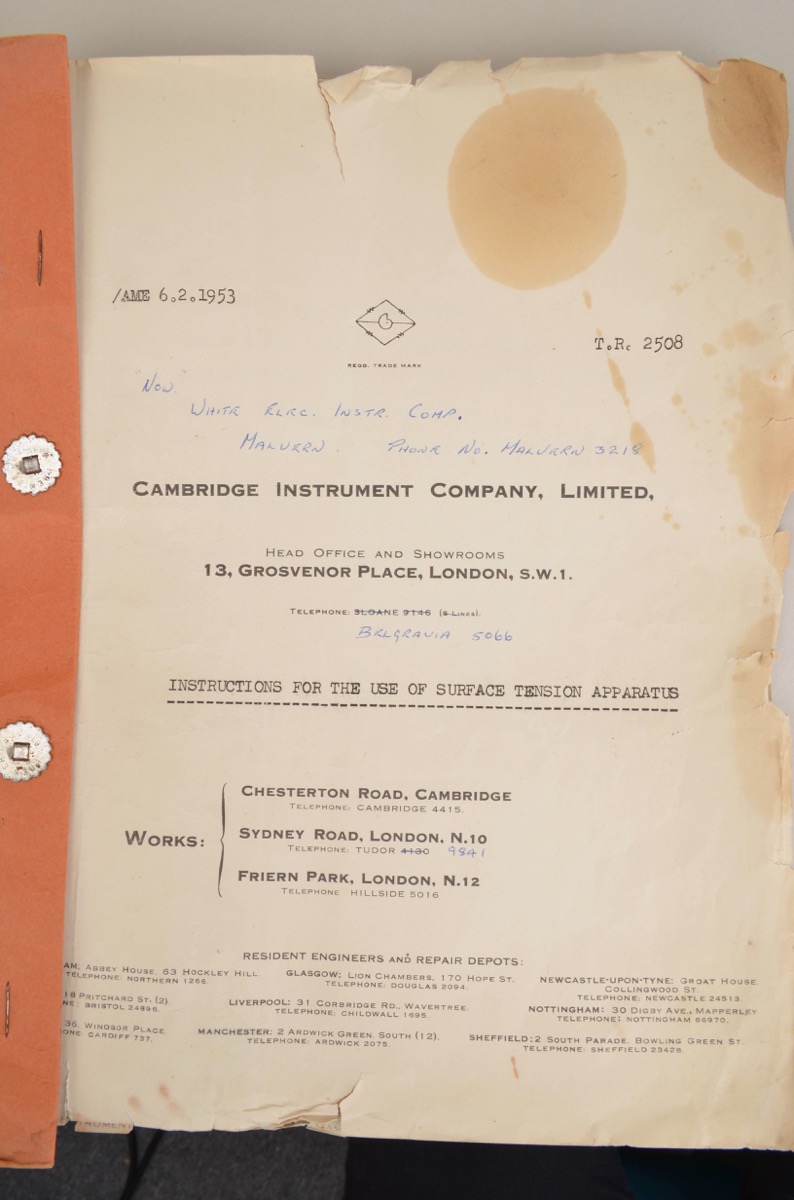 /AME 6.2.1953
REGD. TRADE MARK
T.R. 2508
Now.
WHITE ELEC. INSTR. COMP.
MALVERN. PHONE NO. MALVERN 3218
CAMBRIDGE INSTRUMENT COMPANY, LIMITED,
HEAD OFFICE AND SHOWROOMS
13, GROSVENOR PLACE, LONDON, S.W.1.
TELEPHONE: SLOANE 9146 (5 LINES).
BELGRAVIA 5066
INSTRUCTIONS FOR THE USE OF SURFACE TENSION APPARATUS
WORKS:
CHESTERTON ROAD, CAMBRIDGE
TELEPHONE: CAMBRIDGE 4415.
SYDNEY ROAD, LONDON, N.10
TELEPHONE: TUDOR 4130 9841
FRIERN PARK, LONDON, N.12
TELEPHONE HILLSIDE 5016
RESIDENT ENGINEERS AND REPAIR DEPOTS:
AM: ABBEY HOUSE, 63 HOCKLEY HILL.
TELEPHONE: NORTHERN 1266.
GLASGOW: LION CHAMBERS, 170 HOPE ST.
TELEPHONE: DOUGLAS 2094.
NEWCASTLE-UPON-TYNE: GROAT HOUSE,
COLLINGWOOD ST.
TELEPHONE: NEWCASTLE 24513.
18 PRITCHARD ST. (2).
NE: BRISTOL 24896.
LIVERPOOL: 31 CORBRIDGE RD., WAVERTREE.
TELEPHONE: CHILDWALL 1695.
NOTTINGHAM: 30 DIGBY AVE., MAPPERLEY
TELEPHONE: NOTTINGHAM 66970.
36, WINDSOR PLACE.
ONE: CARDIFF 737.
MANCHESTER: 2 ARDWICK GREEN, SOUTH (12).
TELEPHONE: ARDWICK 2075.
SHEFFIELD: 2 SOUTH PARADE, BOWLING GREEN ST.
TELEPHONE: SHEFFIELD 23428.